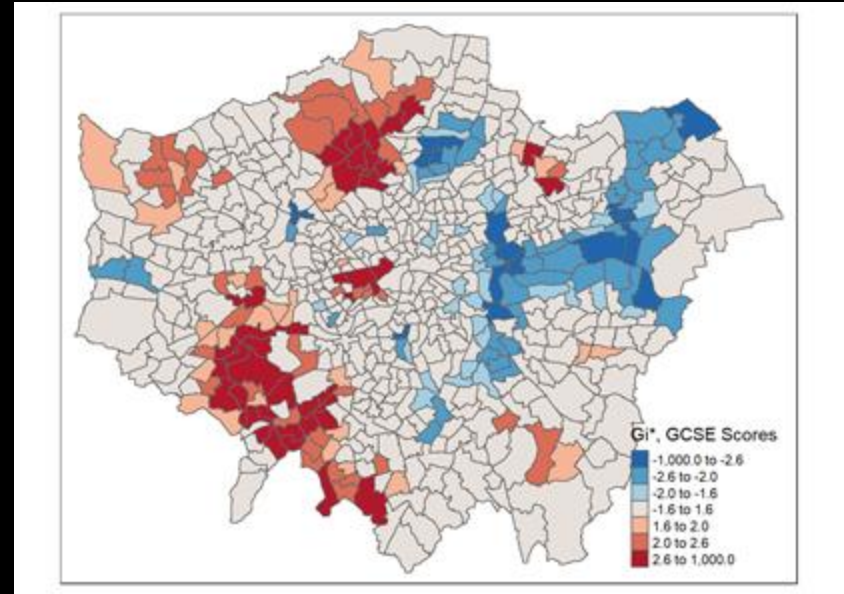 Gi*, GCSE Scores
-1,000.0 to -2.6
-2.6 to -2.0
-2.0 to -1.6
-1.6 to 1.6
1.6 to 2.0
2.0 to 2.6
2.6 to 1,000.0